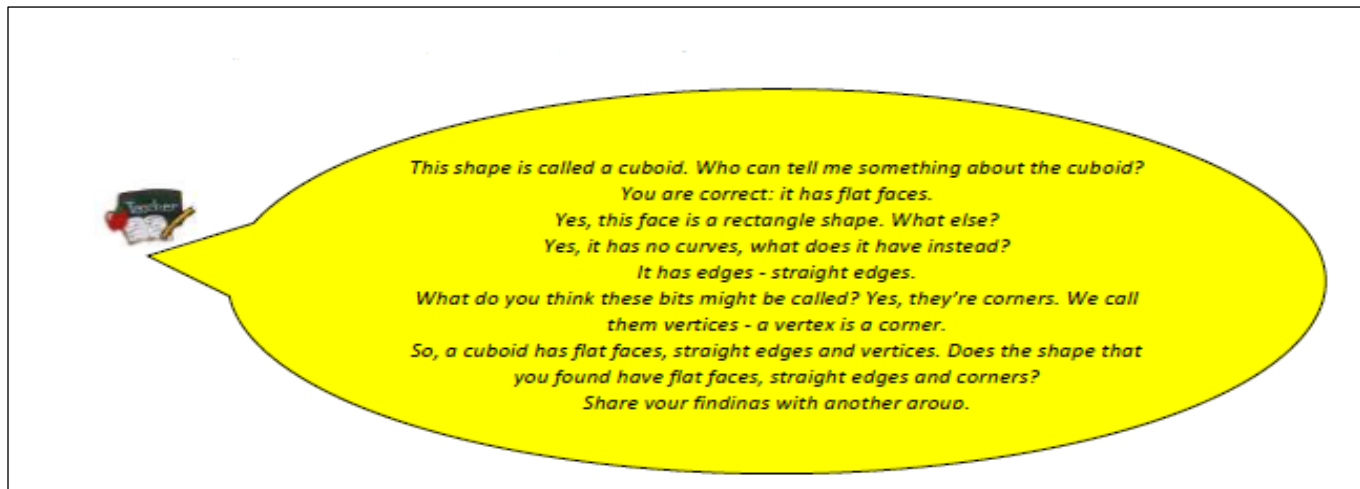 Teacher
This shape is called a cuboid. Who can tell me something about the cuboid?
You are correct: it has flat faces.
Yes, this face is a rectangle shape. What else?
Yes, it has no curves, what does it have instead?
It has edges - straight edges.
What do you think these bits might be called? Yes, they’re corners. We call
them vertices - a vertex is a corner.
So, a cuboid has flat faces, straight edges and vertices. Does the shape that
you found have flat faces, straight edges and corners?
Share your findings with another group.